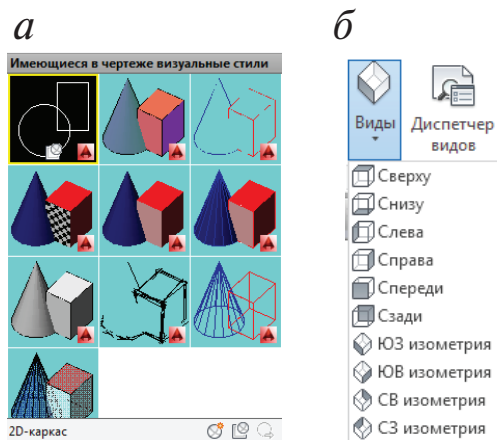 а
Имеющиеся в чертеже визуальные стили
2D-каркас
б
Виды
Диспетчер
видов
Сверху
Снизу
Слева
Справа
Спереди
Сзади
ЮЗ изометрия
ЮВ изометрия
СВ изометрия
СЗ изометрия